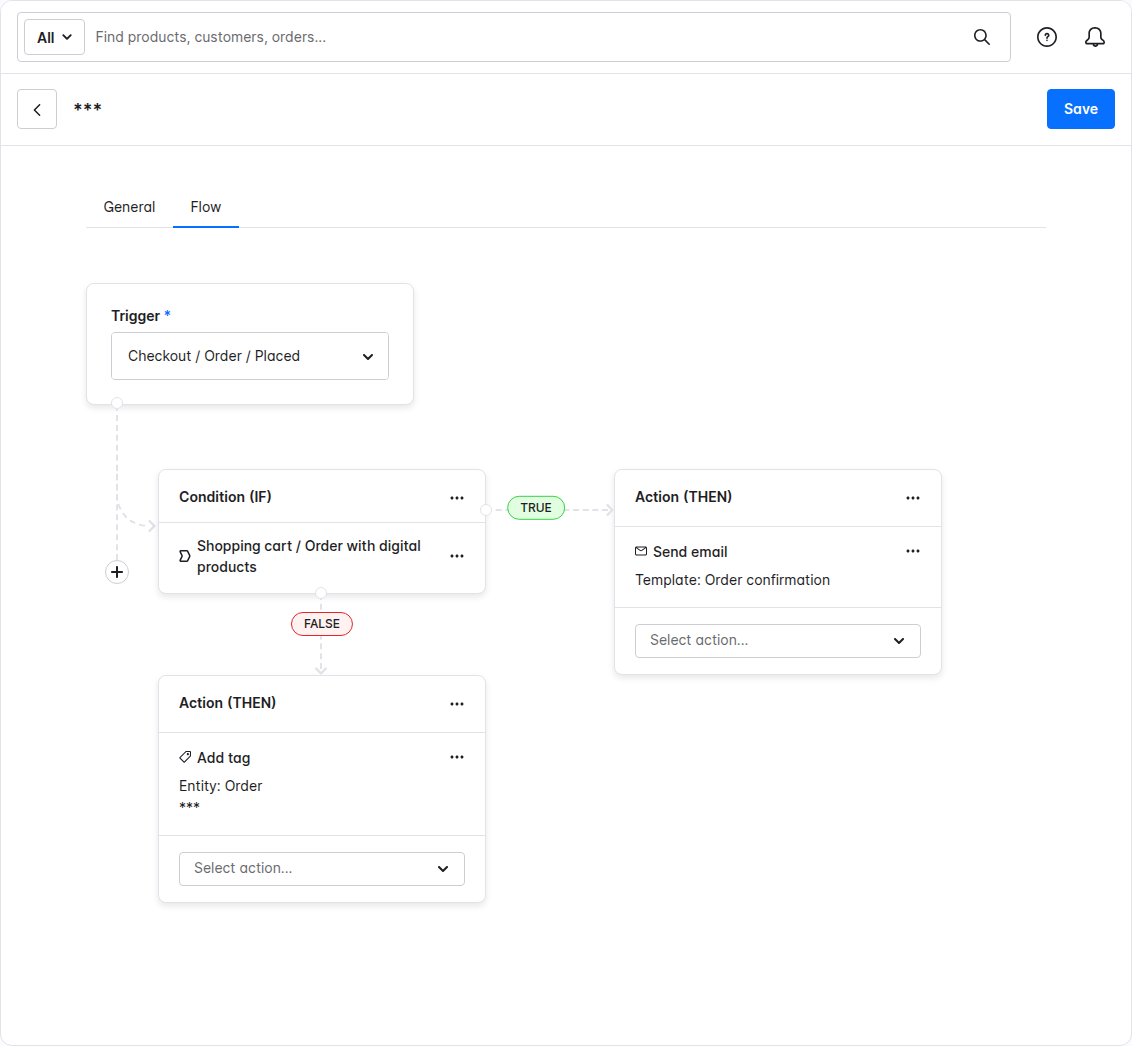 All
Find products, customers, orders...
***
Save
General
Flow
Trigger *
Checkout / Order / Placed
Condition (IF)
Shopping cart / Order with digital
products
TRUE
Action (THEN)
Send email
Template: Order confirmation
Select action...
FALSE
Action (THEN)
Add tag
Entity: Order
***
Select action...